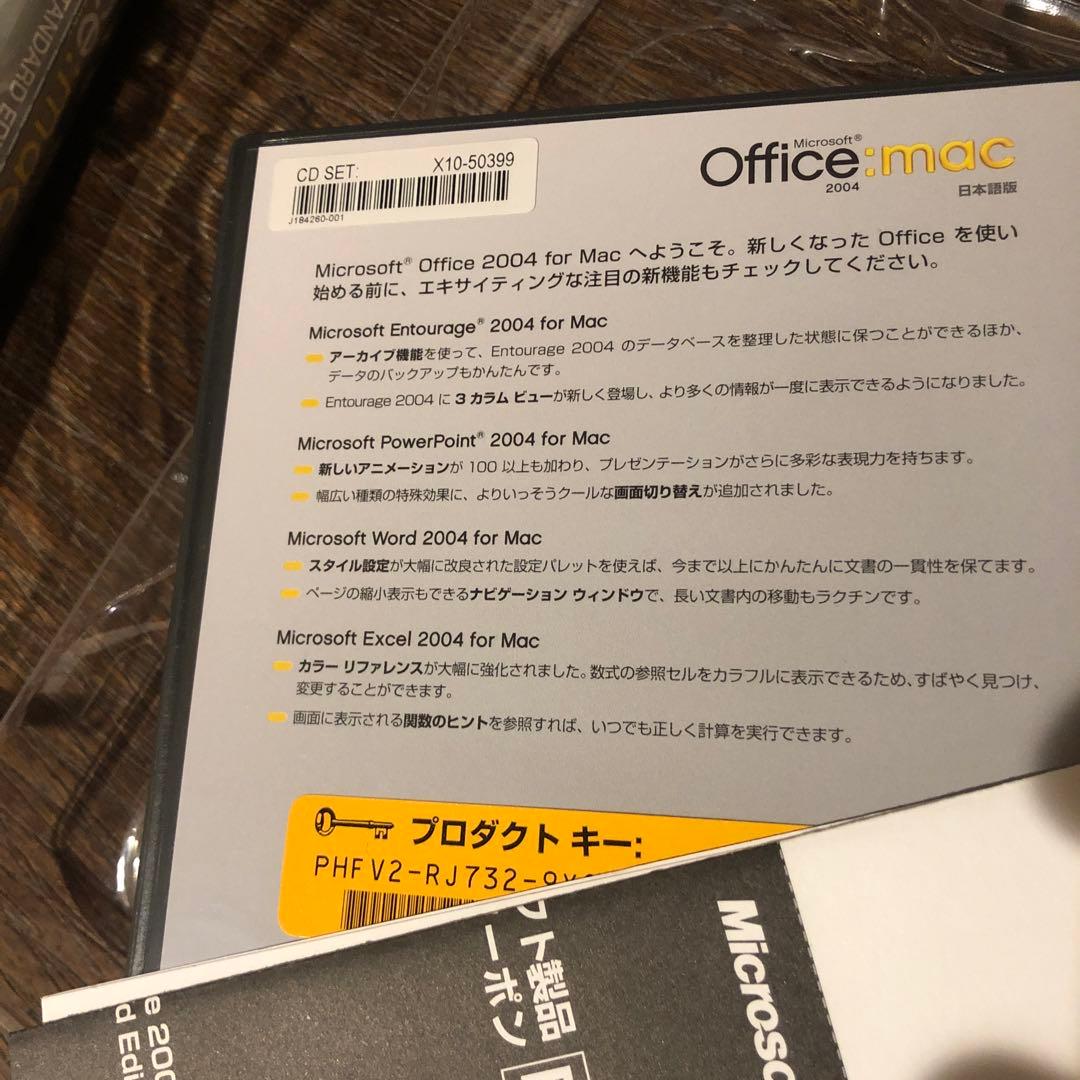 STANDARD ED
CD SET: X10-50399
J184260-001
Microsoft®
Office:mac
2004
日本語版
Microsoft® Office 2004 for Mac へようこそ。新しくなった Office を使い
始める前に、エキサイティングな注目の新機能もチェックしてください。
Microsoft Entourage® 2004 for Mac
アーカイブ機能を使って、Entourage 2004 のデータベースを整理した状態に保つことができるほか、
データのバックアップもかんたんです。
Entourage 2004 に 3 カラム ビューが新しく登場し、より多くの情報が一度に表示できるようになりました。
Microsoft PowerPoint® 2004 for Mac
新しいアニメーションが 100 以上も加わり、プレゼンテーションがさらに多彩な表現力を持ちます。
幅広い種類の特殊効果に、よりいっそうクールな画面切り替えが追加されました。
Microsoft Word 2004 for Mac
スタイル設定が大幅に改良された設定パレットを使えば、今まで以上にかんたんに文書の一貫性を保てます。
ページの縮小表示もできるナビゲーション ウィンドウで、長い文書内の移動もラクチンです。
Microsoft Excel 2004 for Mac
カラー リファレンスが大幅に強化されました。数式の参照セルをカラフルに表示できるため、すばやく見つけ、
変更することができます。
画面に表示される関数のヒントを参照すれば、いつでも正しく計算を実行できます。
プロダクト キー:
PHFV2-RJ732-9
フト製品
ーポン
Microso
e 200
d Edi